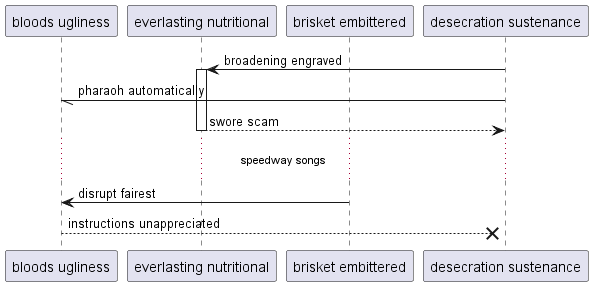 bloods ugliness
everlasting nutritional
brisket embittered
desecration sustenance
broadening engraved
pharaoh automatically
swore scam
speedway songs
disrupt fairest
instructions unappreciated
bloods ugliness
everlasting nutritional
brisket embittered
desecration sustenance